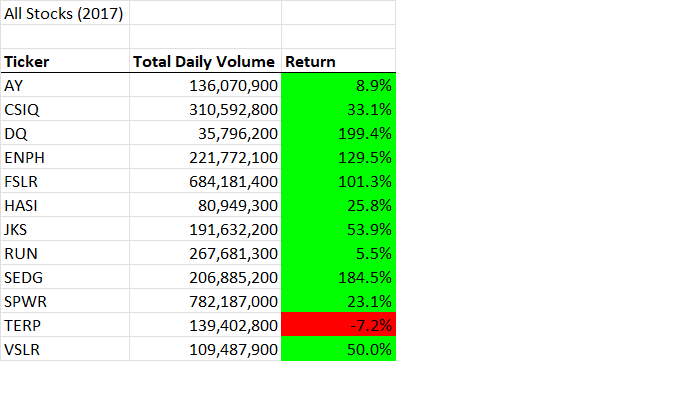 All Stocks (2017)
Ticker Total Daily Volume Return
AY 136,070,900 8.9%
CSIQ 310,592,800 33.1%
DQ 35,796,200 199.4%
ENPH 221,772,100 129.5%
FSLR 684,181,400 101.3%
HASI 80,949,300 25.8%
JKS 191,632,200 53.9%
RUN 267,681,300 5.5%
SEDG 206,885,200 184.5%
SPWR 782,187,000 23.1%
TERP 139,402,800 -7.2%
VSLR 109,487,900 50.0%